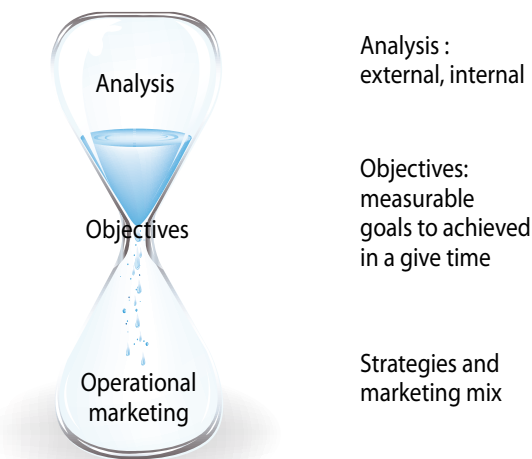 Analysis
Analysis :
external, internal
Objectives
Objectives:
measurable
goals to achieved
in a give time
Operational
marketing
Strategies and
marketing mix